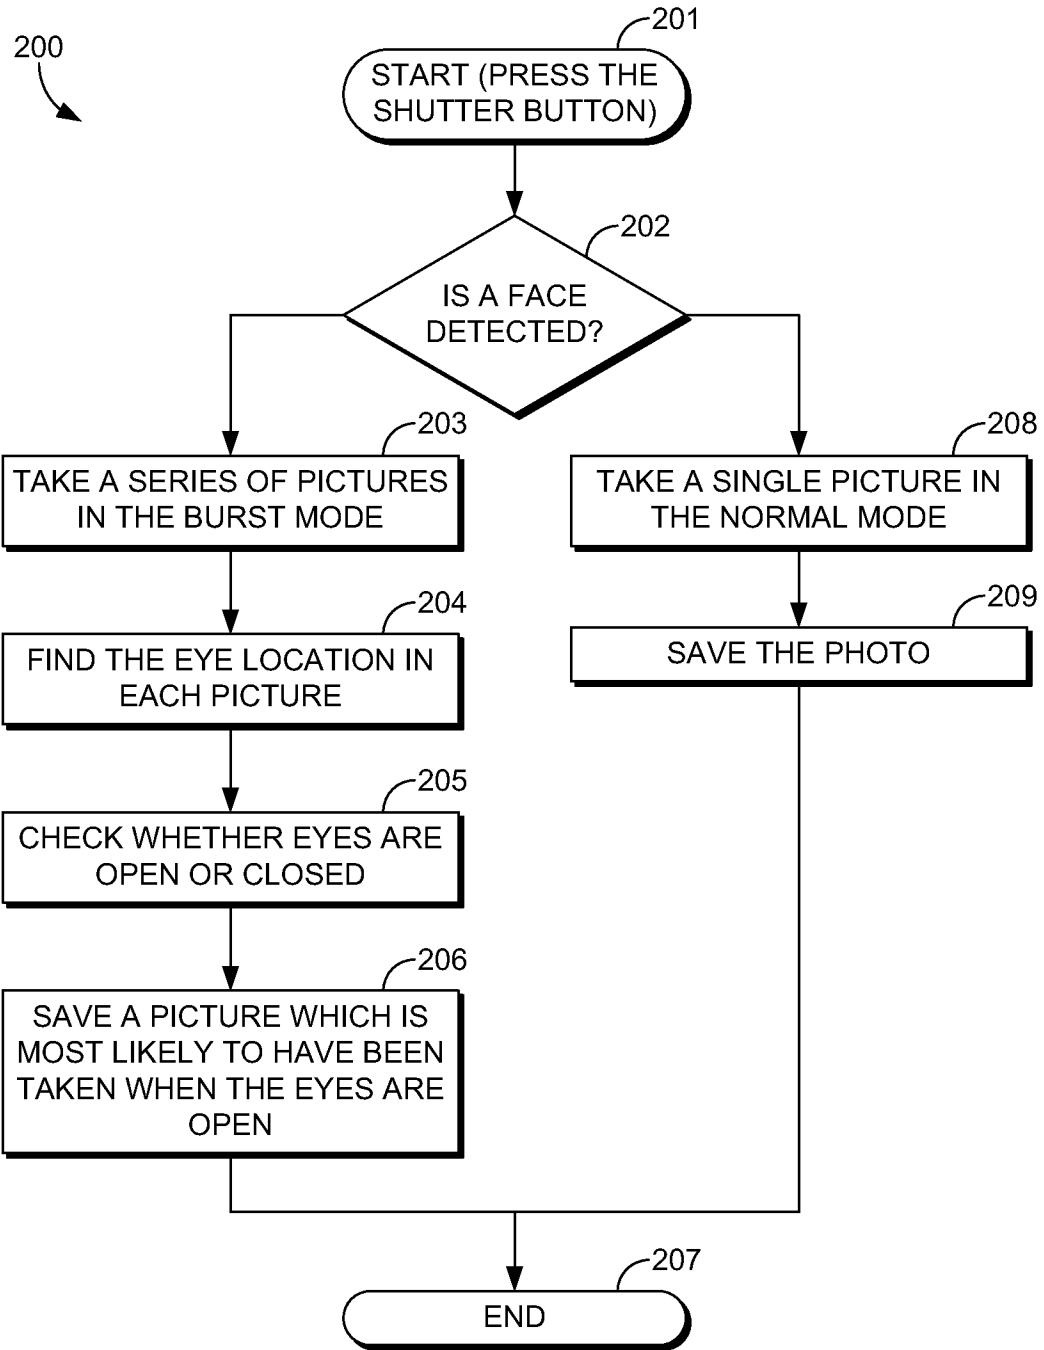 200
201
START (PRESS THE
SHUTTER BUTTON)
202
IS A FACE
DETECTED?
203
TAKE A SERIES OF PICTURES
IN THE BURST MODE
208
TAKE A SINGLE PICTURE IN
THE NORMAL MODE
204
FIND THE EYE LOCATION IN
EACH PICTURE
209
SAVE THE PHOTO
205
CHECK WHETHER EYES ARE
OPEN OR CLOSED
206
SAVE A PICTURE WHICH IS
MOST LIKELY TO HAVE BEEN
TAKEN WHEN THE EYES ARE
OPEN
207
END